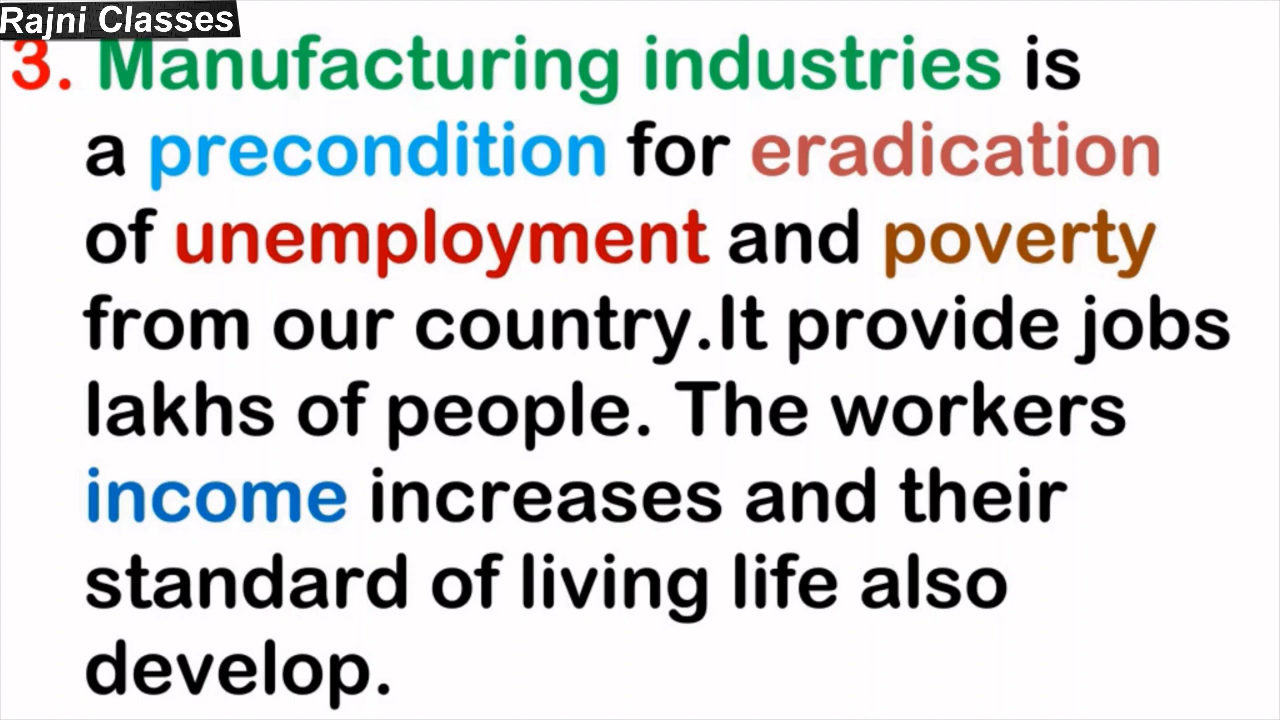 Rajni Classes
3. Manufacturing industries is
a precondition for eradication
of unemployment and poverty
from our country.It provide jobs
lakhs of people. The workers
income increases and their
standard of living life also
develop.